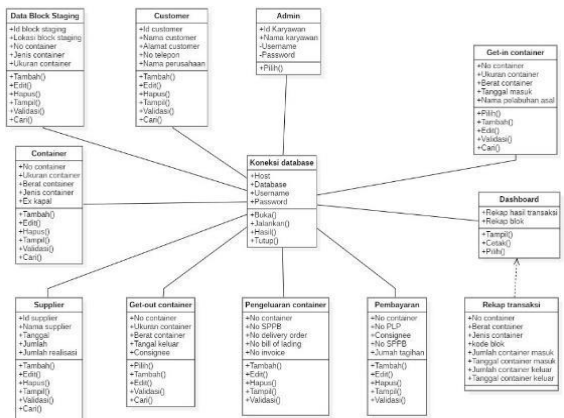 Data Block Staging
+Id block staging
+Lokasi block staging
+No container
+Jenis container
+Ukuran container
+Tambah()
+Edit()
+Hapus()
+Tampil()
+Validasi()
+Cari()
Customer
+Id customer
+Nama customer
+Alamat customer
+No telepon
+Nama perusahaan
+Tambah()
+Edit()
+Hapus()
+Tampil()
+Validasi()
+Cari()
Admin
+Id Karyawan
+Nama karyawan
-Username
-Password
+Pilih()
Get-in container
+No container
+Ukuran container
+Berat container
+Tanggal masuk
+Nama pelabuhan asal
+Pilih()
+Tambah()
+Edit()
+Validasi()
+Cari()
Container
+No container
+Ukuran container
+Berat container
+Jenis container
+Ex kapal
+Tambah()
+Edit()
+Hapus()
+Tampil()
+Validasi()
+Cari()
Koneksi database
+Host
+Database
+Username
+Password
+Buka()
+Jalankan()
+Hasil()
+Tutup()
Dashboard
+Rekap hasil transaksi
+Rekap blok
+Tampil()
+Cetak()
+Pilih()
Supplier
+Id supplier
+Nama supplier
+Tanggal
+Jumlah
+Jumlah realisasi
+Tambah()
+Edit()
+Hapus()
+Tampil()
+Validasi()
+Cari()
Get-out container
+No container
+Ukuran container
+Berat container
+Tangal keluar
+Consignee
+Pilih()
+Tambah()
+Edit()
+Validasi()
+Cari()
Pengeluaran container
+No container
+No SPPB
+No delivery order
+No bill of lading
+No invoice
+Tambah()
+Edit()
+Hapus()
+Tampil()
+Validasi()
Pembayaran
+No container
+No PLP
+Consignee
+No SPPB
+Jumah tagihan
+Tambah()
+Edit()
+Hapus()
+Tampil()
+Validasi()
Rekap transaksi
+No container
+Berat container
+Jenis container
+kode blok
+Jumlah container masuk
+Tanggal container masuk
+Jumlah container keluar
+Tanggal container keluar